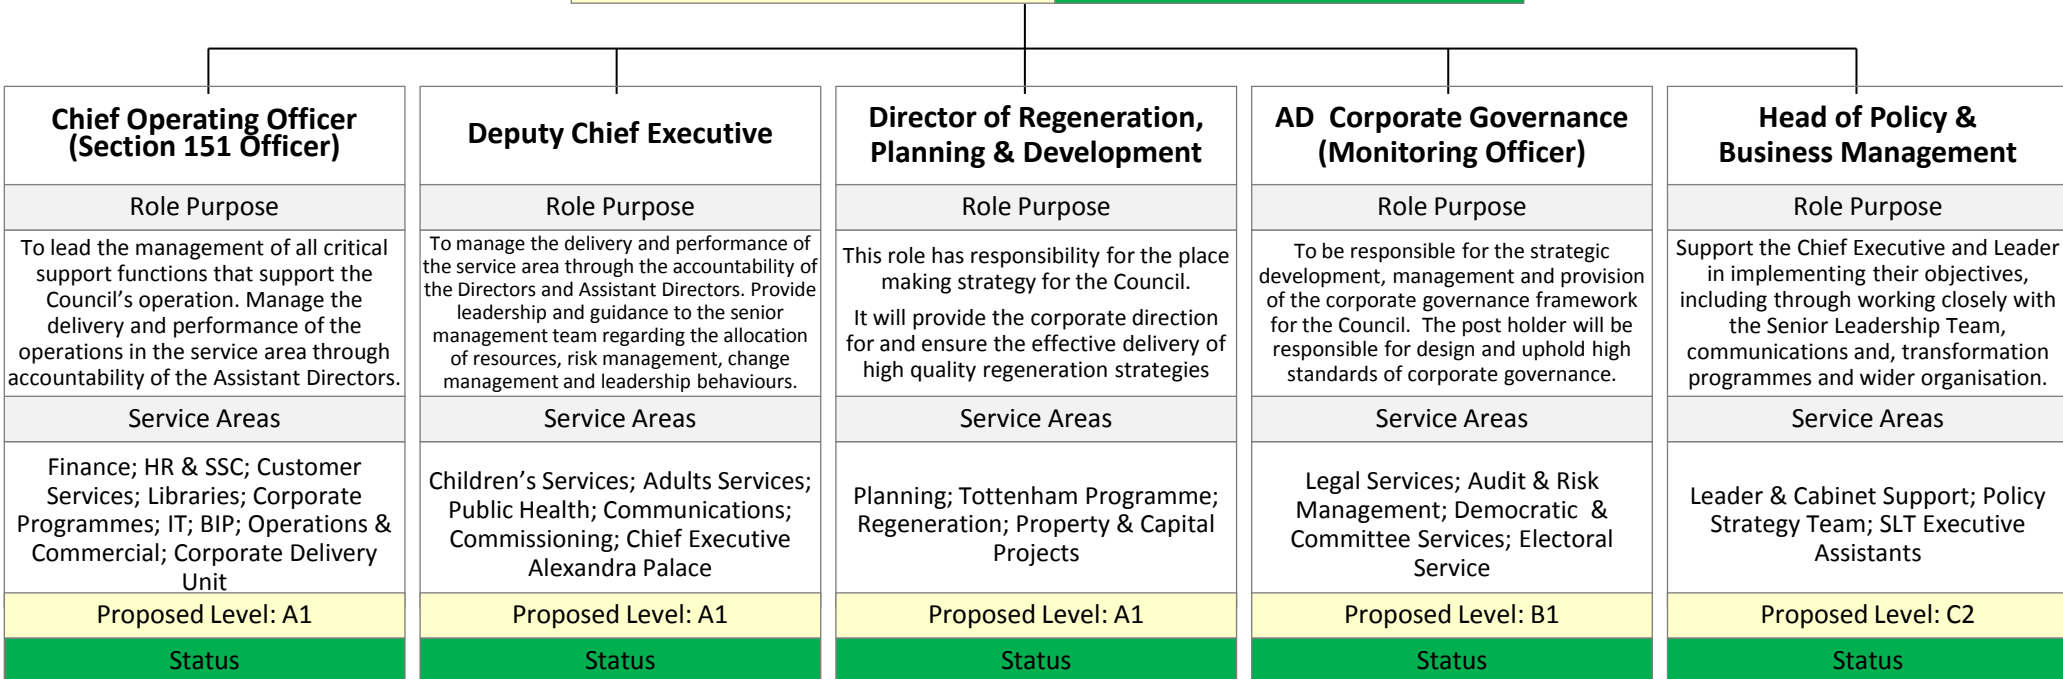 Chief Operating Officer
(Section 151 Officer)
Role Purpose
To lead the management of all critical
support functions that support the
Council’s operation. Manage the
delivery and performance of the
operations in the service area through
accountability of the Assistant Directors.
Service Areas
Finance; HR & SSC; Customer
Services; Libraries; Corporate
Programmes; IT; BIP; Operations &
Commercial; Corporate Delivery
Unit
Proposed Level: A1
Status
Deputy Chief Executive
Role Purpose
To manage the delivery and performance of
the service area through the accountability of
the Directors and Assistant Directors. Provide
leadership and guidance to the senior
management team regarding the allocation
of resources, risk management, change
management and leadership behaviours.
Service Areas
Children’s Services; Adults Services;
Public Health; Communications;
Commissioning; Chief Executive
Alexandra Palace
Proposed Level: A1
Status
Director of Regeneration,
Planning & Development
Role Purpose
This role has responsibility for the place
making strategy for the Council.
It will provide the corporate direction
for and ensure the effective delivery of
high quality regeneration strategies
Service Areas
Planning; Tottenham Programme;
Regeneration; Property & Capital
Projects
Proposed Level: A1
Status
AD Corporate Governance
(Monitoring Officer)
Role Purpose
To be responsible for the strategic
development, management and provision
of the corporate governance framework
for the Council. The post holder will be
responsible for design and uphold high
standards of corporate governance.
Service Areas
Legal Services; Audit & Risk
Management; Democratic &
Committee Services; Electoral
Service
Proposed Level: B1
Status
Head of Policy &
Business Management
Role Purpose
Support the Chief Executive and Leader
in implementing their objectives,
including through working closely with
the Senior Leadership Team,
communications and, transformation
programmes and wider organisation.
Service Areas
Leader & Cabinet Support; Policy
Strategy Team; SLT Executive
Assistants
Proposed Level: C2
Status